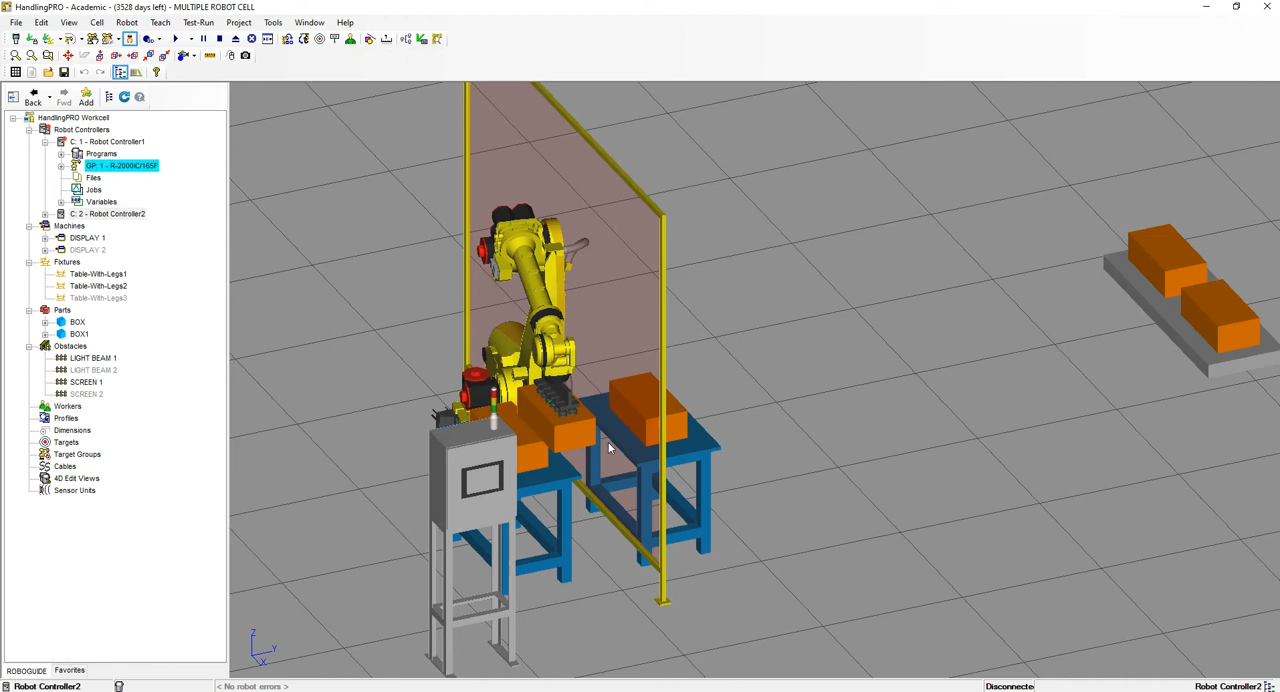 HandlingPRO - Academic - (3528 days left) - MULTIPLE ROBOT CELL
File Edit View Cell Robot Teach Test-Run Project Tools Window Help
Back Fwd Add
HandlingPRO Workcell
Robot Controllers
C: 1 - Robot Controller1
Programs
GP: 1 - R-2000iC/165F
Files
Jobs
Variables
C: 2 - Robot Controller2
Machines
DISPLAY 1
DISPLAY 2
Fixtures
Table-With-Legs1
Table-With-Legs2
Table-With-Legs3
Parts
BOX
BOX1
Obstacles
LIGHT BEAM 1
LIGHT BEAM 2
SCREEN 1
SCREEN 2
Workers
Profiles
Dimensions
Targets
Target Groups
Cables
4D Edit Views
Sensor Units
Z
Y
X
ROBOGUIDE Favorites
Robot Controller2 < No robot errors > Disconnecte Robot Controller2